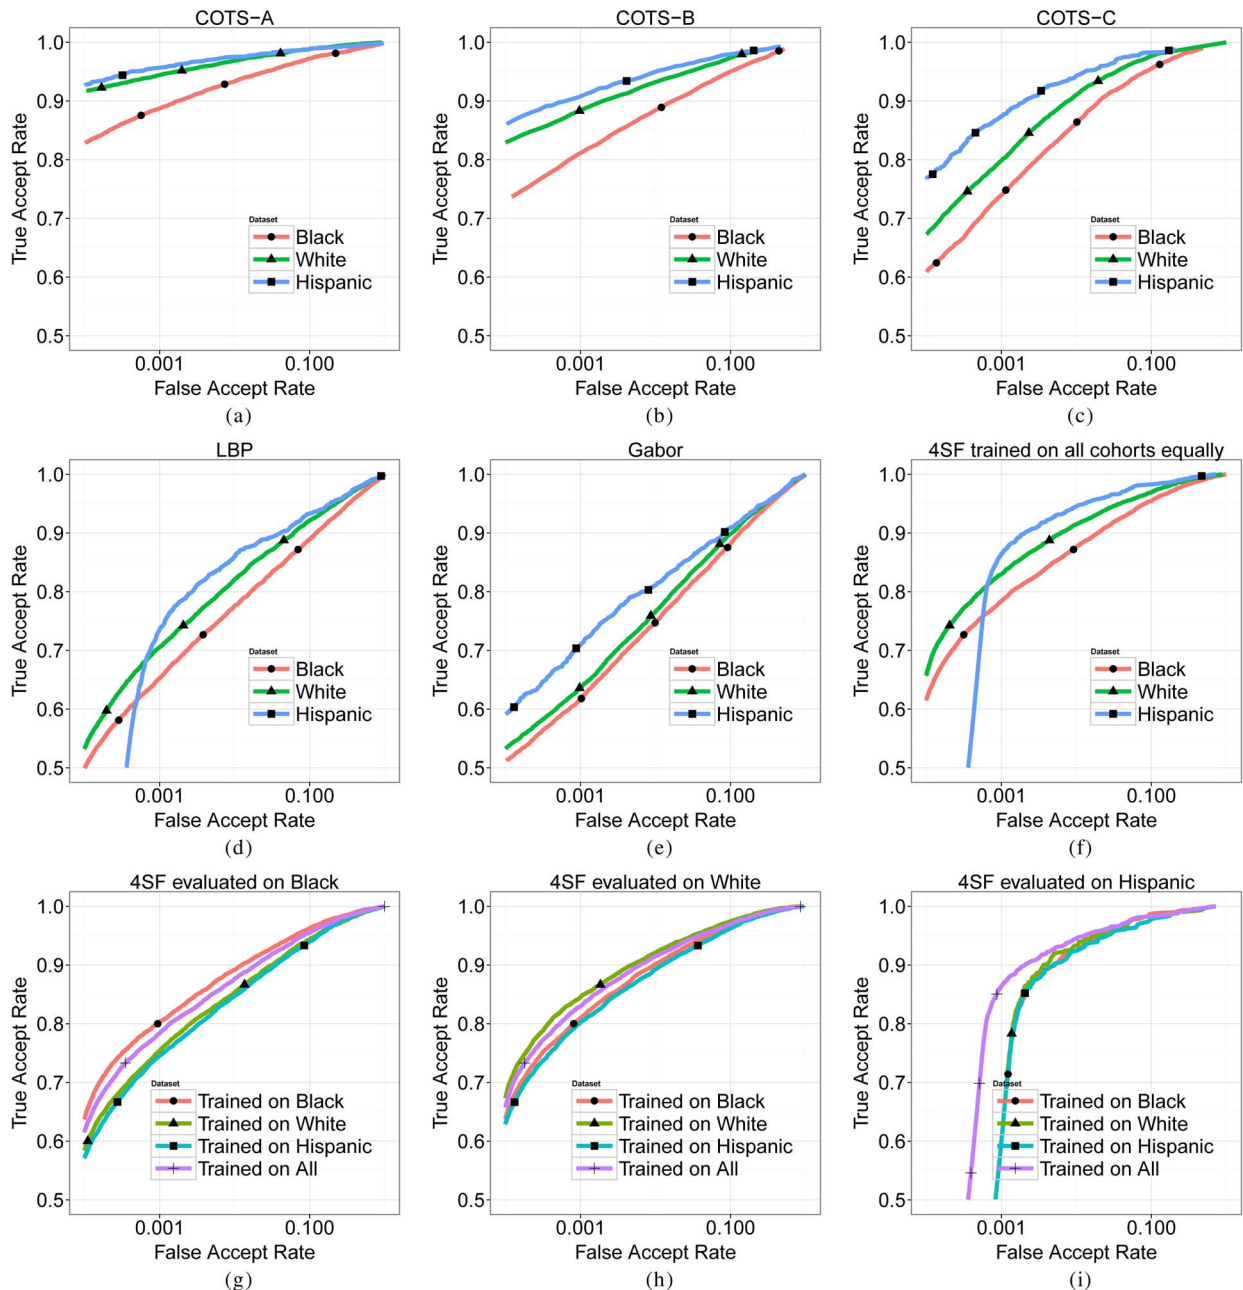 COTS−A
COTS−B
COTS−C
True Accept Rate
1.0
0.9
0.8
0.7
0.6
0.5
Dataset
Black
White
Hispanic
0.001
0.100
False Accept Rate
(a)
True Accept Rate
1.0
0.9
0.8
0.7
0.6
0.5
Dataset
Black
White
Hispanic
0.001
0.100
False Accept Rate
(b)
True Accept Rate
1.0
0.9
0.8
0.7
0.6
0.5
Dataset
Black
White
Hispanic
0.001
0.100
False Accept Rate
(c)
LBP
Gabor
4SF trained on all cohorts equally
True Accept Rate
1.0
0.9
0.8
0.7
0.6
0.5
Dataset
Black
White
Hispanic
0.001
0.100
False Accept Rate
(d)
True Accept Rate
1.0
0.9
0.8
0.7
0.6
0.5
Dataset
Black
White
Hispanic
0.001
0.100
False Accept Rate
(e)
True Accept Rate
1.0
0.9
0.8
0.7
0.6
0.5
Dataset
Black
White
Hispanic
0.001
0.100
False Accept Rate
(f)
4SF evaluated on Black
4SF evaluated on White
4SF evaluated on Hispanic
True Accept Rate
1.0
0.9
0.8
0.7
0.6
0.5
Dataset
Trained on Black
Trained on White
Trained on Hispanic
Trained on All
0.001
0.100
False Accept Rate
(g)
True Accept Rate
1.0
0.9
0.8
0.7
0.6
0.5
Dataset
Trained on Black
Trained on White
Trained on Hispanic
Trained on All
0.001
0.100
False Accept Rate
(h)
True Accept Rate
1.0
0.9
0.8
0.7
0.6
0.5
Dataset
Trained on Black
Trained on White
Trained on Hispanic
Trained on All
0.001
0.100
False Accept Rate
(i)